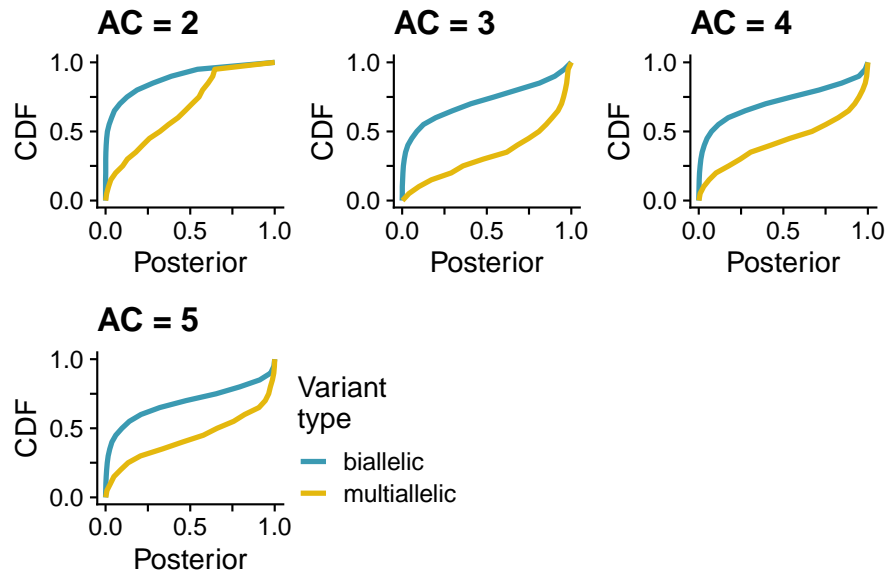 AC = 2
CDF
1.0
0.5
0.0
0.0 0.5 1.0
Posterior
AC = 3
CDF
1.0
0.5
0.0
0.0 0.5 1.0
Posterior
AC = 4
CDF
1.0
0.5
0.0
0.0 0.5 1.0
Posterior
AC = 5
CDF
1.0
0.5
0.0
0.0 0.5 1.0
Posterior
Variant
type
biallelic
multiallelic